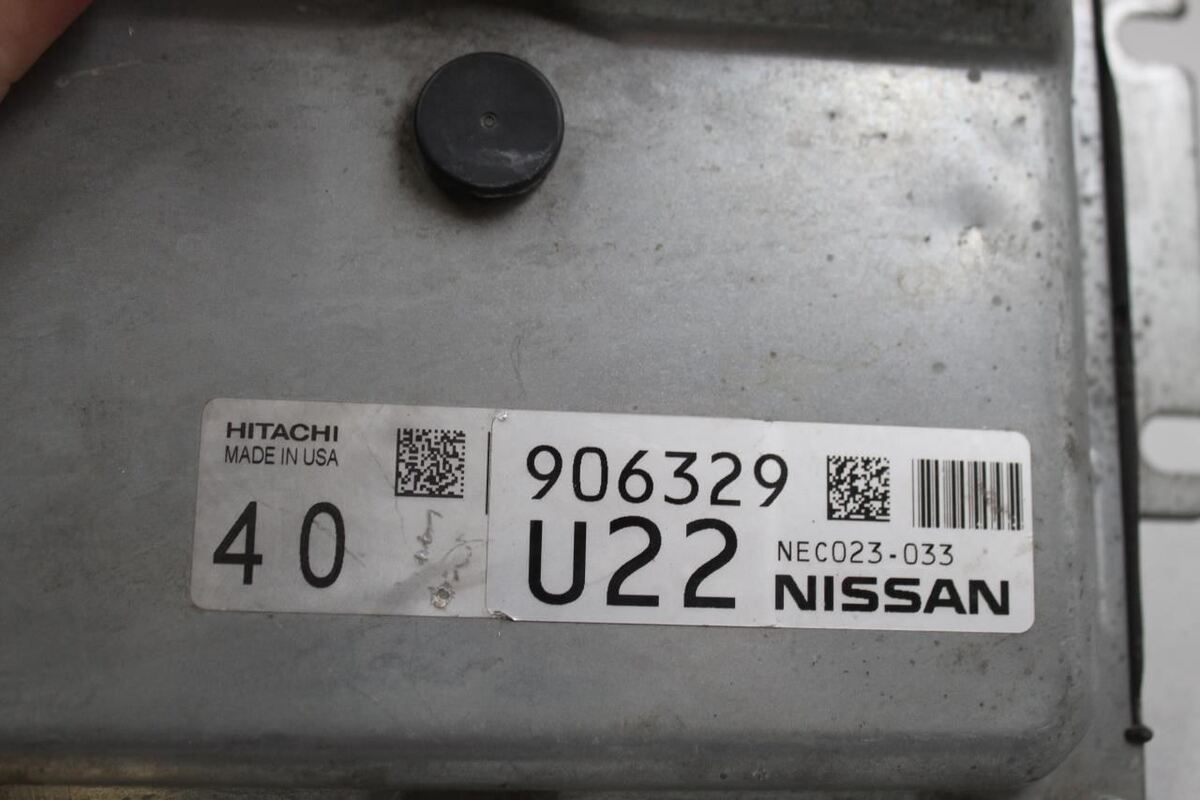 HITACHI
MADE IN USA
40
906329
U22
NEC023-033
NISSAN